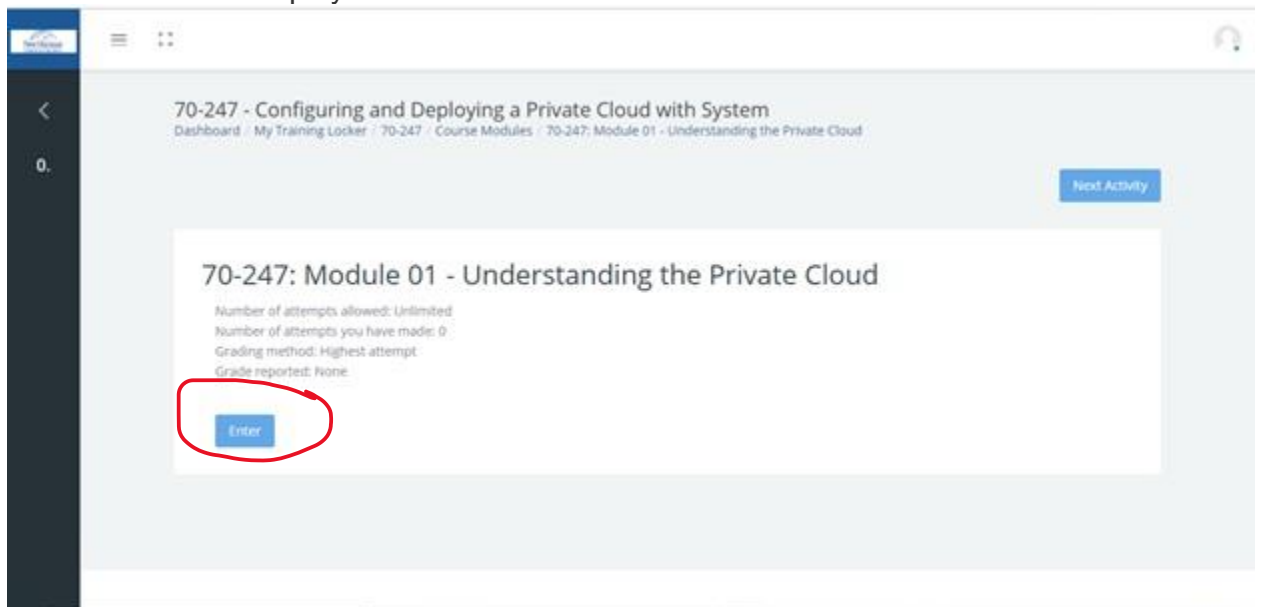 70-247 - Configuring and Deploying a Private Cloud with System
Dashboard / My Training Locker / 70-247 / Course Modules / 70-247: Module 01 - Understanding the Private Cloud
0.
Next Activity
70-247: Module 01 - Understanding the Private Cloud
Number of attempts allowed: Unlimited
Number of attempts you have made: 0
Grading method: Highest attempt
Grade reported: None
Enter